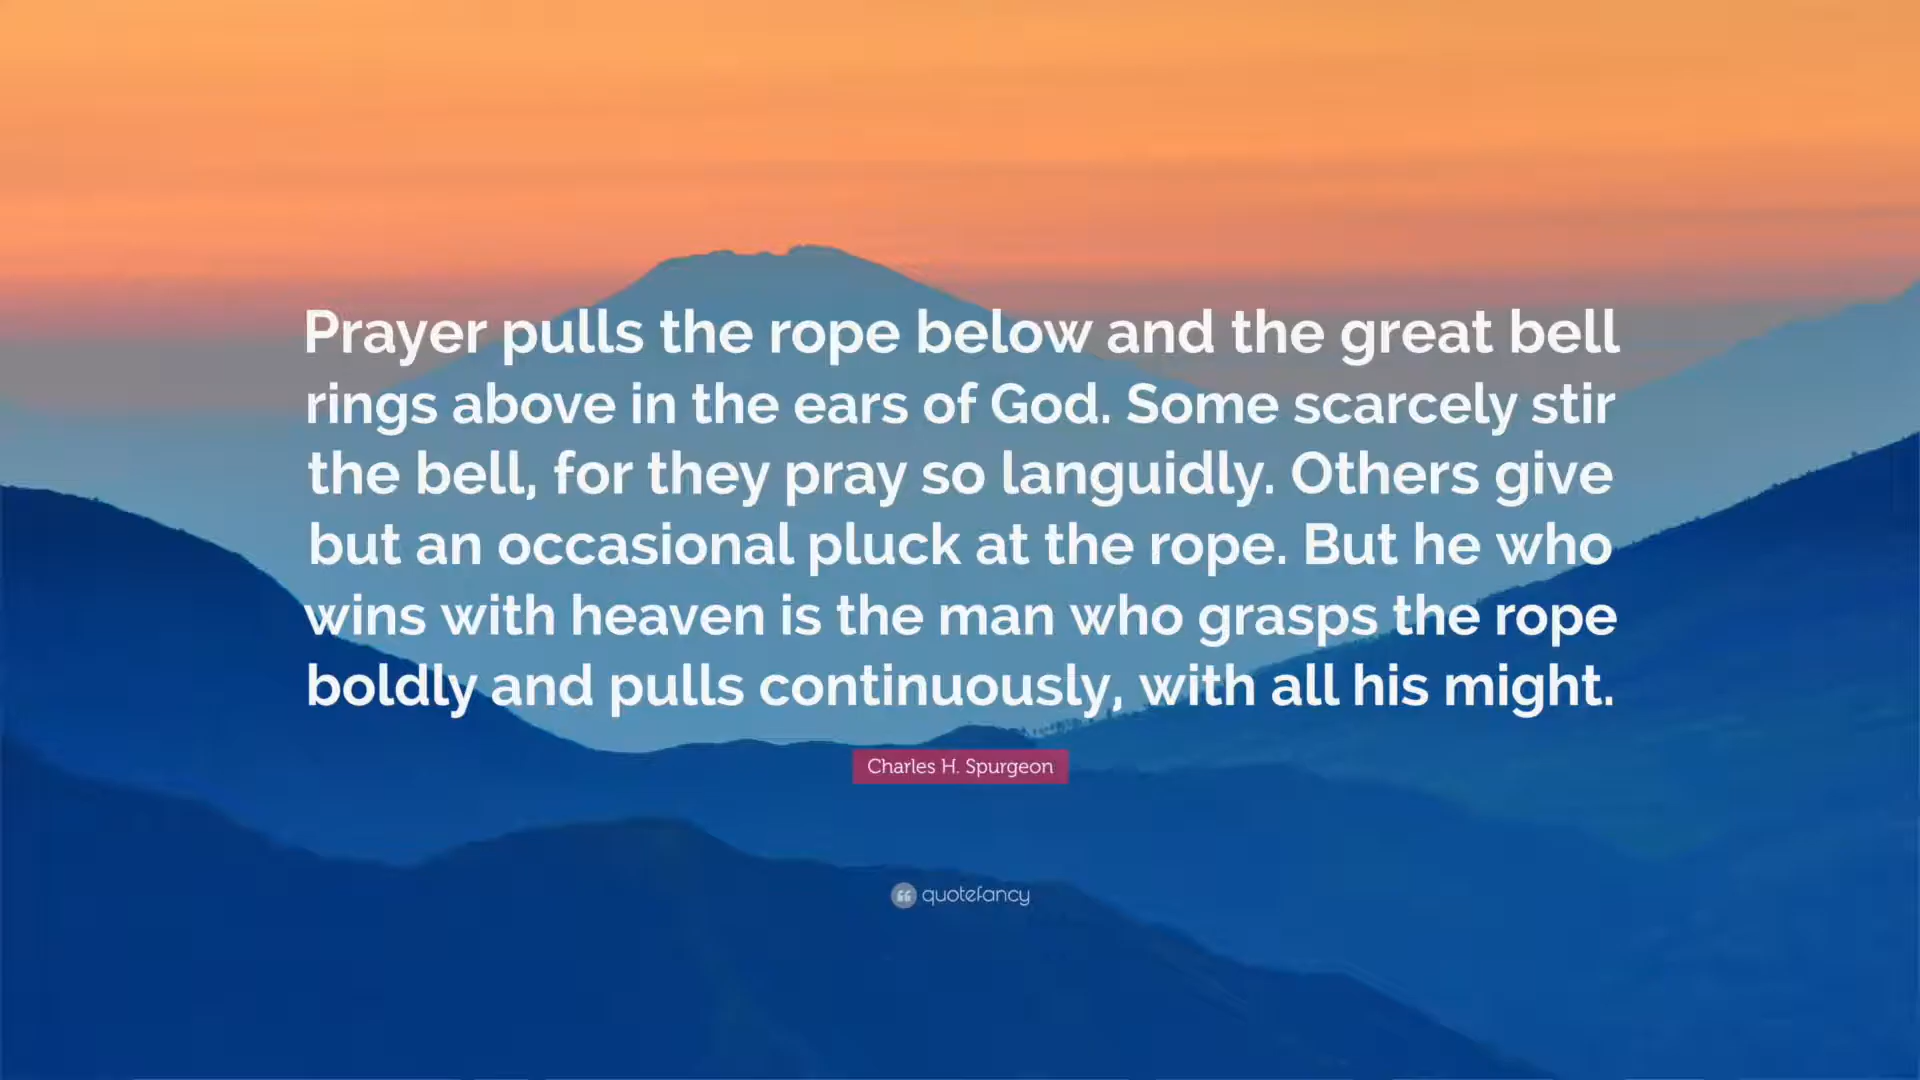 Prayer pulls the rope below and the great bell
rings above in the ears of God. Some scarcely stir
the bell, for they pray so languidly. Others give
but an occasional pluck at the rope. But he who
wins with heaven is the man who grasps the rope
boldly and pulls continuously, with all his might.
Charles H. Spurgeon
quotefancy